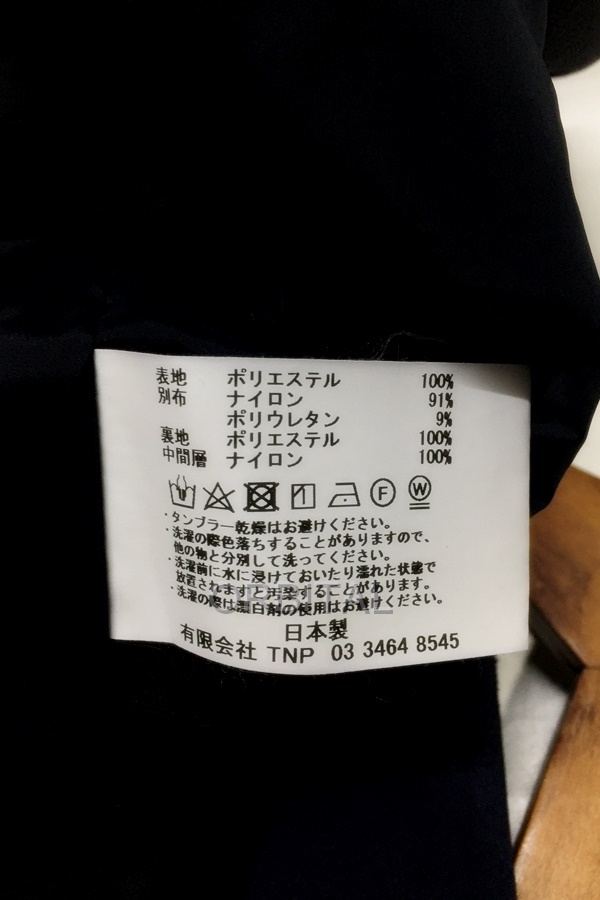 表地 ポリエステル 100%
別布 ナイロン 91%
ポリウレタン 9%
裏地 ポリエステル 100%
中間層 ナイロン 100%
F W
・タンブラー乾燥はお避けください。
・洗濯の際色落ちすることがありますので、
他の物と分別して洗ってください。
・洗濯前に水に浸けておいたり濡れた状態で
放置されますと汚染することがあります。
・洗濯の際は漂白剤の使用はお避けください。
日本製
有限会社 TNP 03 3464 8545